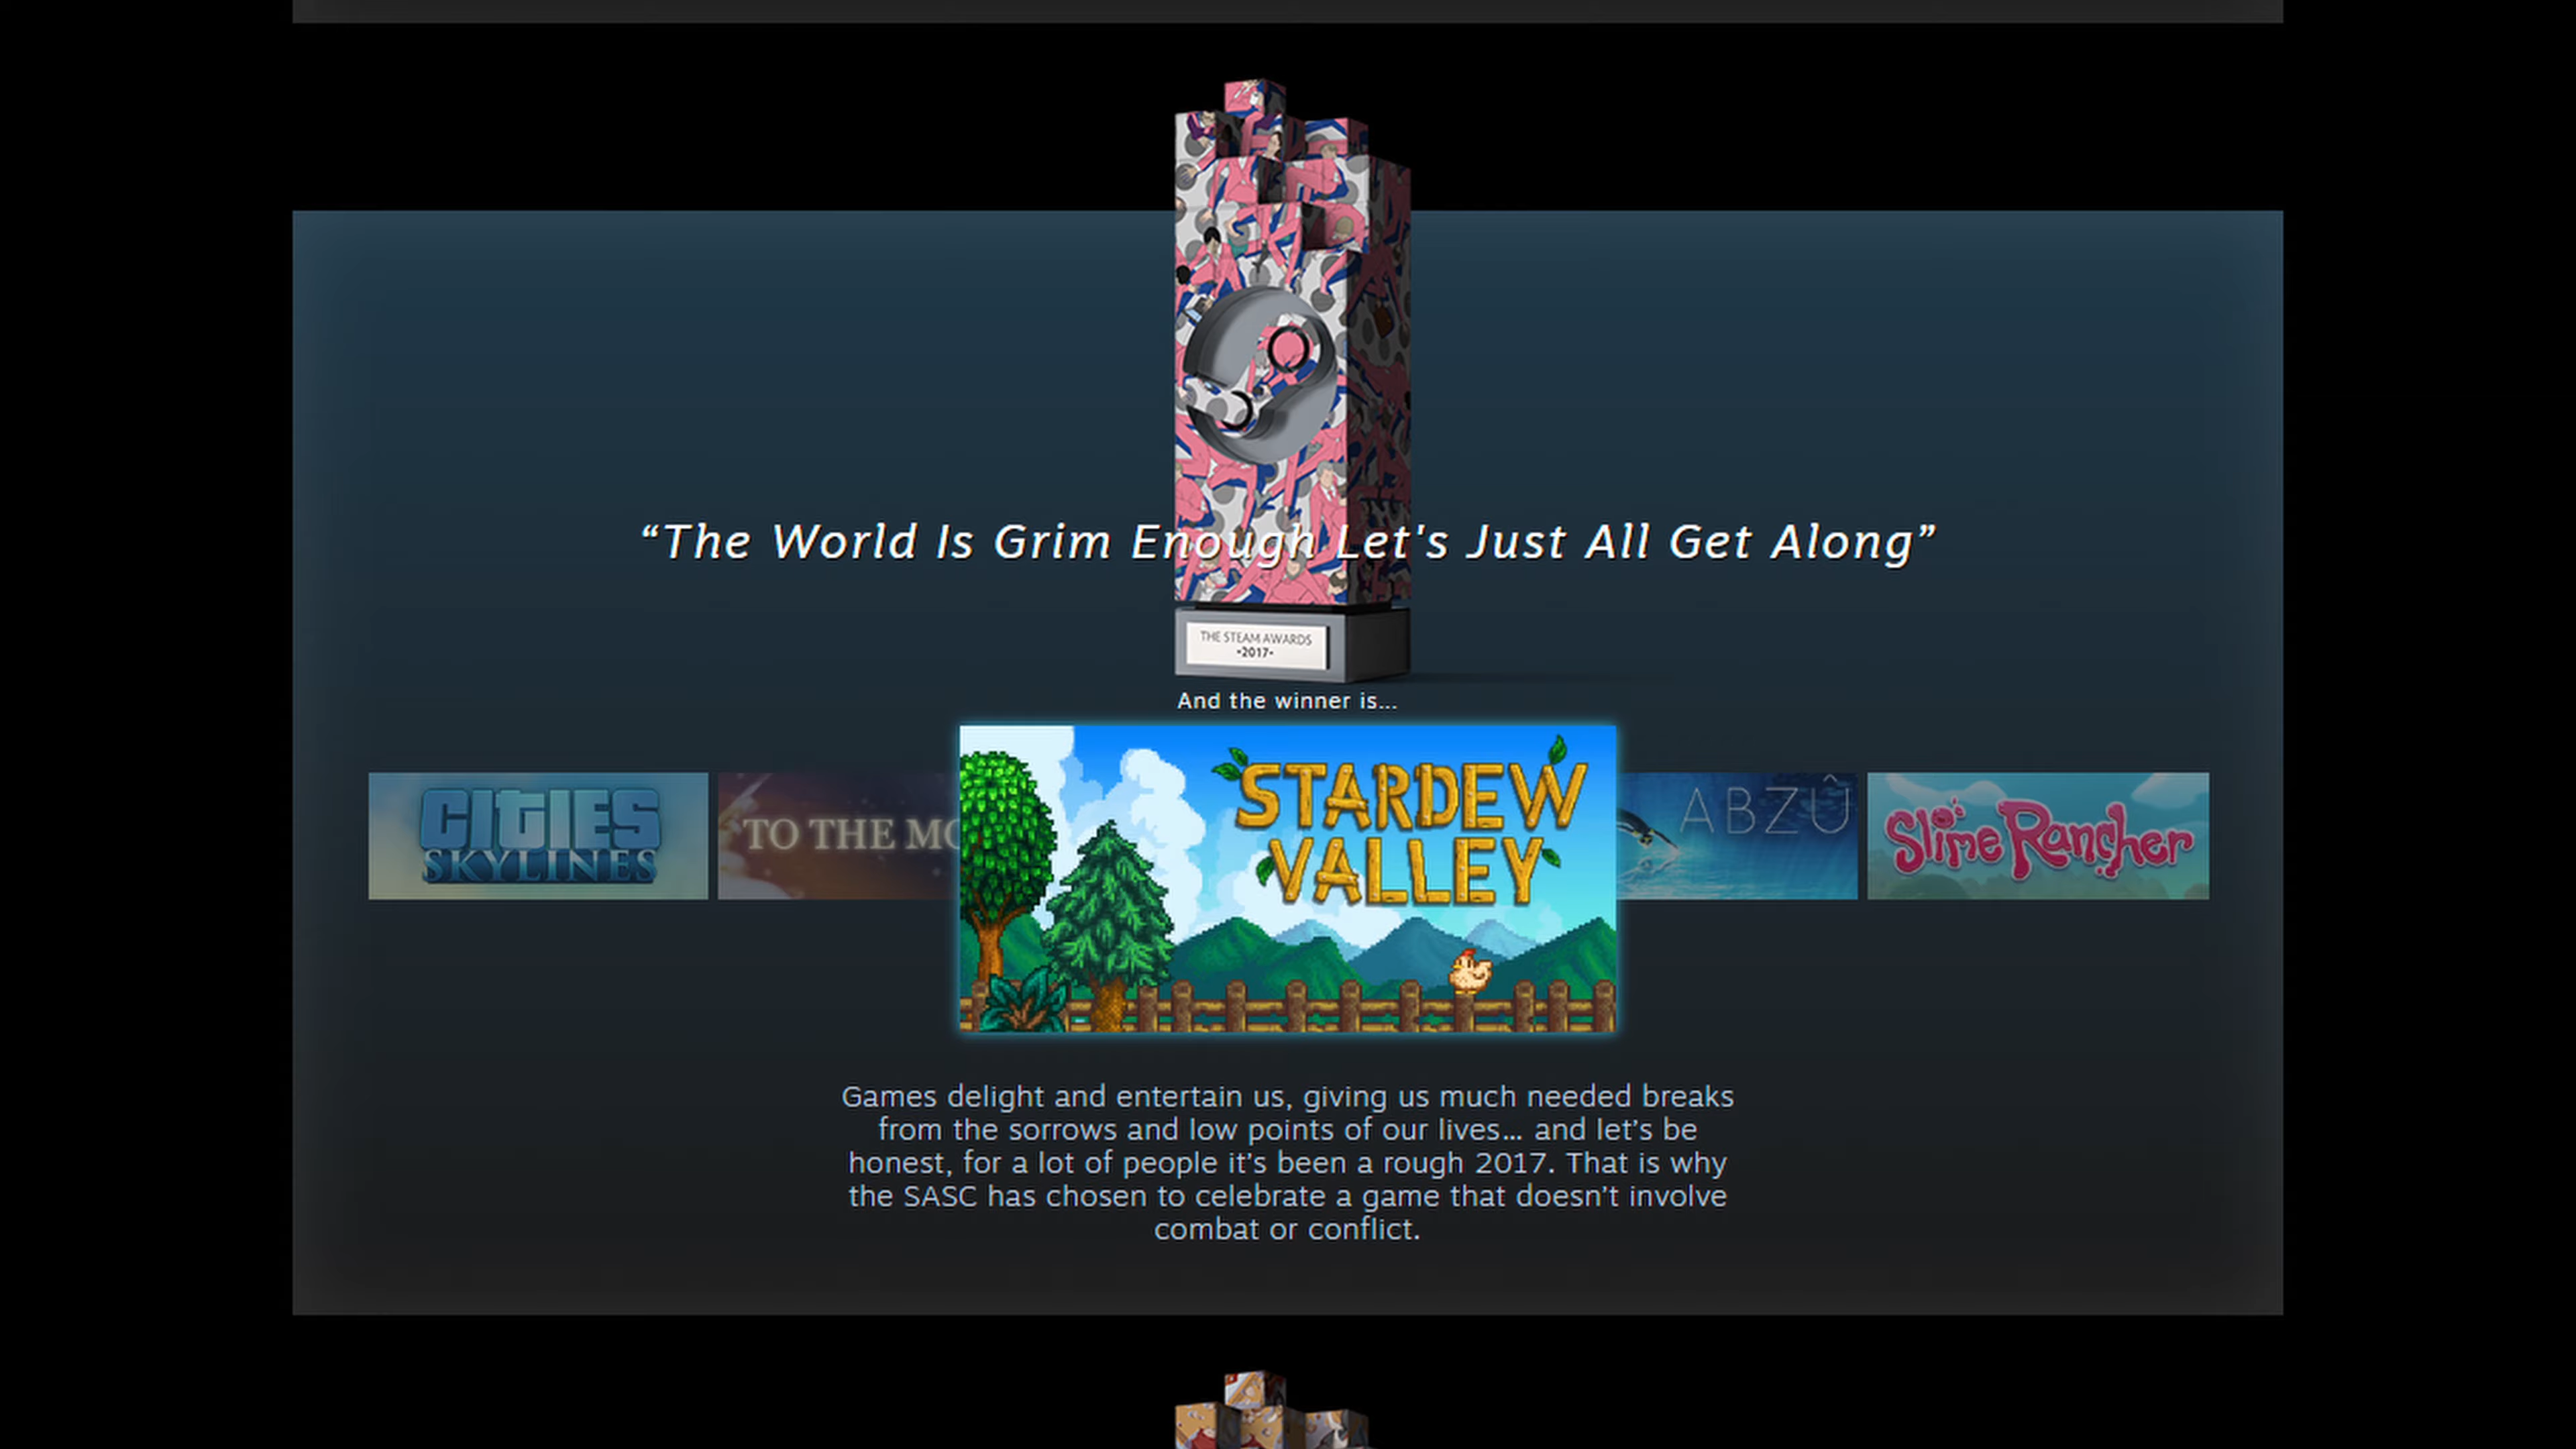 “The World Is Grim Enough Let's Just All Get Along”
THE STEAM AWARDS
•2017•
And the winner is...
CITIES
SKYLINES
TO THE
STARDEW
VALLEY
ABZÛ
Slime Rancher
Games delight and entertain us, giving us much needed breaks
from the sorrows and low points of our lives... and let’s be
honest, for a lot of people it’s been a rough 2017. That is why
the SASC has chosen to celebrate a game that doesn’t involve
combat or conflict.